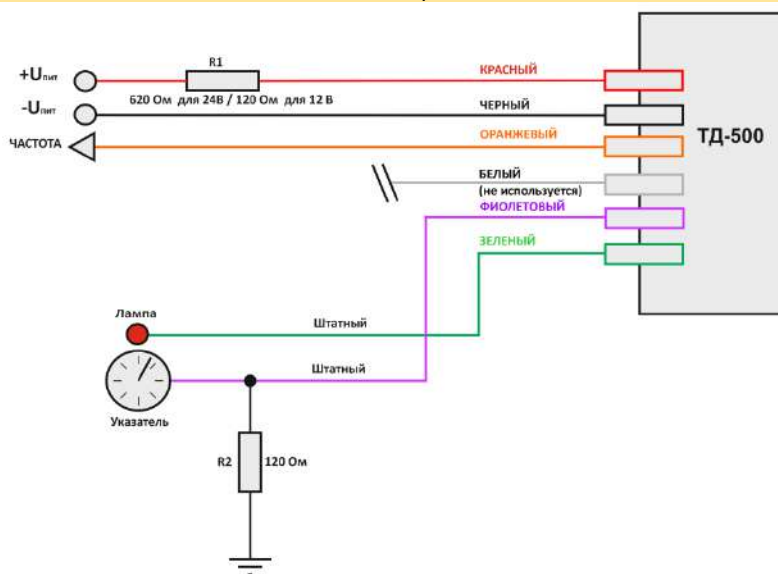 R1
+Uпит
КРАСНЫЙ
620 Ом для 24В / 120 Ом для 12 В
-Uпит
ЧЕРНЫЙ
ЧАСТОТА
ОРАНЖЕВЫЙ
ТД-500
БЕЛЫЙ
(не используется)
ФИОЛЕТОВЫЙ
ЗЕЛЕНЫЙ
Лампа
Штатный
Штатный
Указатель
R2
120 Ом